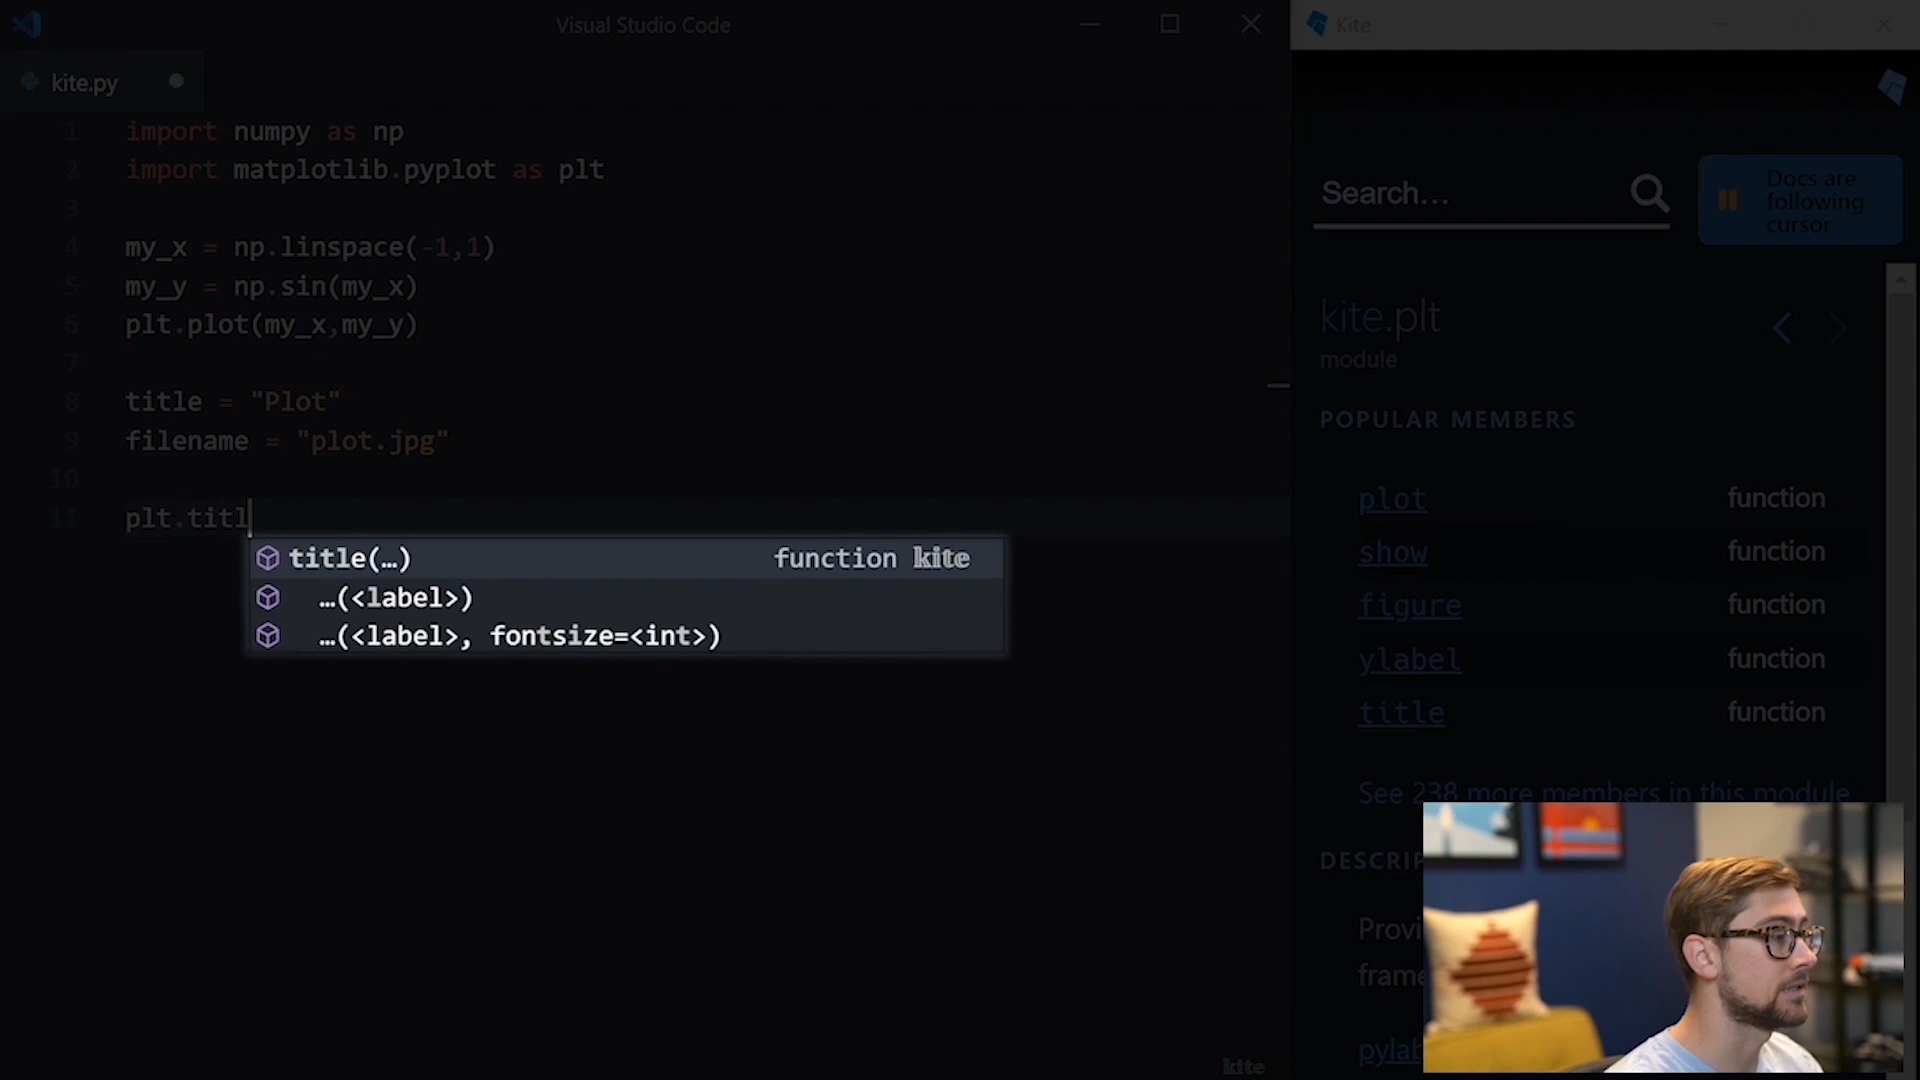 Visual Studio Code
Kite
kite.py
1 import numpy as np
2 import matplotlib.pyplot as plt
3
4 my_x = np.linspace(-1,1)
5 my_y = np.sin(my_x)
6 plt.plot(my_x,my_y)
7
8 title = "Plot"
9 filename = "plot.jpg"
10
11 plt.titl
title(…) function kite
…(<label>)
…(<label>, fontsize=<int>)
kite
Search...
Docs are
following
cursor
kite.plt
module
POPULAR MEMBERS
plot function
show function
figure function
ylabel function
title function
See 238 more members in this module
DESCRIP
Provi
frame
pylab